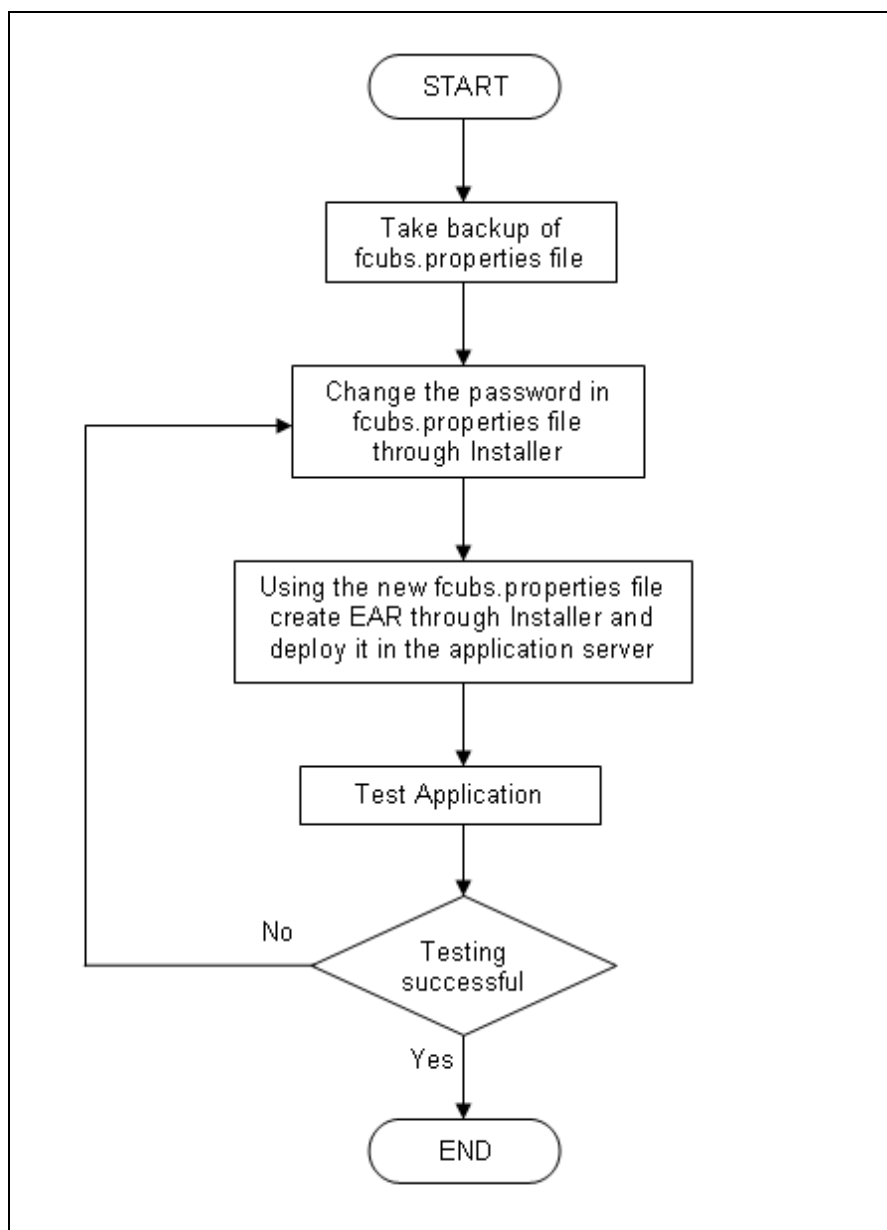 START
Take backup of
fcubs.properties file
Change the password in
fcubs.properties file
through Installer
Using the new fcubs.properties file
create EAR through Installer and
deploy it in the application server
Test Application
No
Testing
successful
Yes
END